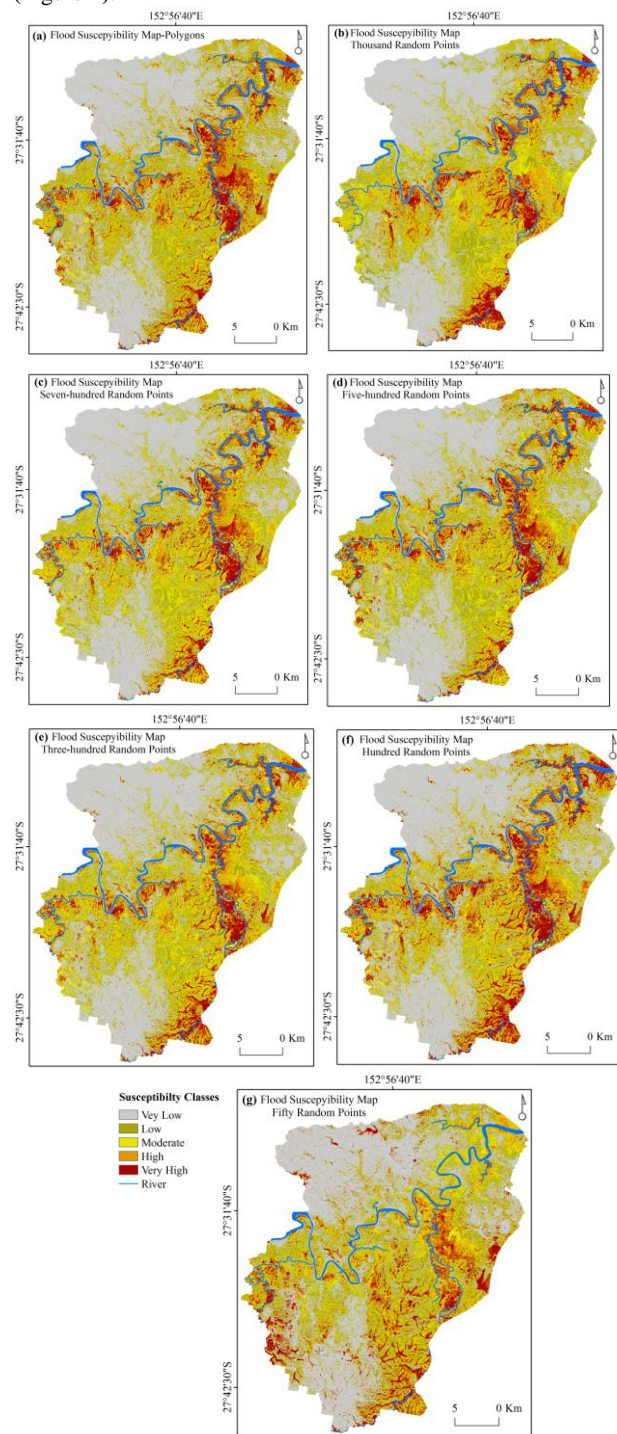 152°56'40"E
152°56'40"E
(a) Flood Suscepyibility Map-Polygons
(b) Flood Suscepyibility Map
Thousand Random Points
27°31'40"S
27°31'40"S
27°42'30"S
27°42'30"S
5 0 Km
5 0 Km
152°56'40"E
152°56'40"E
(c) Flood Suscepyibility Map
Seven-hundred Random Points
(d) Flood Suscepyibility Map
Five-hundred Random Points
27°31'40"S
27°31'40"S
27°42'30"S
27°42'30"S
5 0 Km
5 0 Km
152°56'40"E
152°56'40"E
(e) Flood Suscepyibility Map
Three-hundred Random Points
(f) Flood Suscepyibility Map
Hundred Random Points
27°31'40"S
27°31'40"S
27°42'30"S
27°42'30"S
5 0 Km
5 0 Km
152°56'40"E
Susceptibilty Classes
Vey Low
Low
Moderate
High
Very High
River
(g) Flood Suscepyibility Map
Fifty Random Points
27°31'40"S
27°42'30"S
5 0 Km